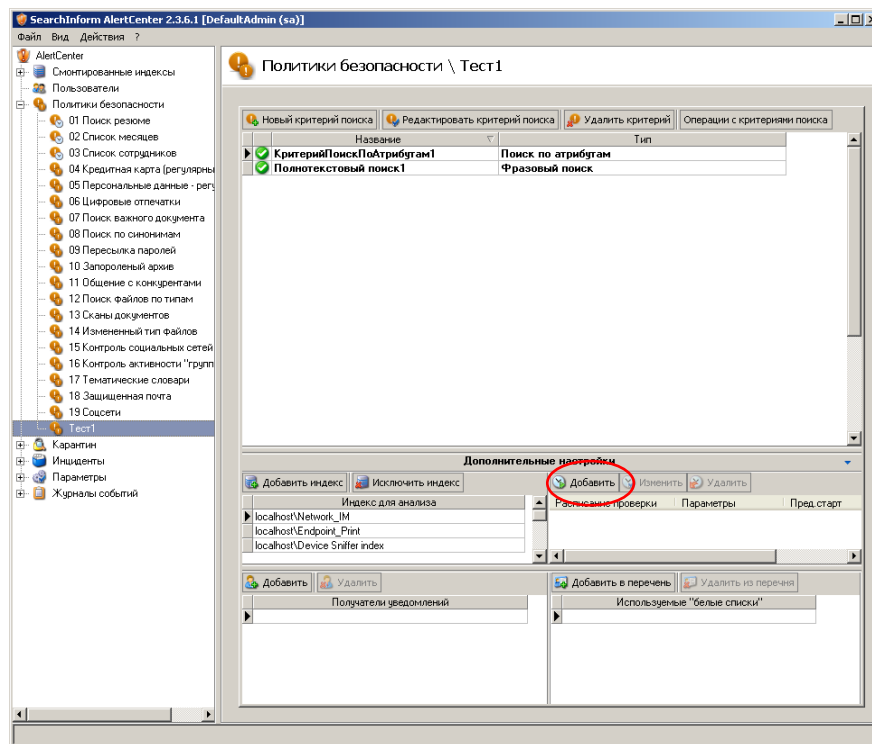 SearchInform AlertCenter 2.3.6.1 [DefaultAdmin (sa)]
Файл Вид Действия ?
AlertCenter
Смонтированные индексы
Пользователи
Политики безопасности
01 Поиск резюме
02 Список месяцев
03 Список сотрудников
04 Кредитная карта (регулярны
05 Персональные данные - рег
06 Цифровые отпечатки
07 Поиск важного документа
08 Поиск по синонимам
09 Пересылка паролей
10 Запороленый архив
11 Общение с конкурентами
12 Поиск файлов по типам
13 Сканы документов
14 Измененный тип файлов
15 Контроль социальных сетей
16 Контроль активности "групп
17 Тематические словари
18 Защищенная почта
19 Соцсети
Тест1
Карантин
Инциденты
Параметры
Журналы событий
Политики безопасности \ Тест1
Новый критерий поиска Редактировать критерий поиска Удалить критерий Операции с критериями поиска
Название Тип
КритерийПоискПоАтрибутам1 Поиск по атрибутам
Полнотекстовый поиск1 Фразовый поиск
Дополнительные настройки
Добавить индекс Исключить индекс
Индекс для анализа
localhost\Network_IM
localhost\Endpoint_Print
localhost\Device Sniffer index
Добавить Изменить Удалить
Расписание проверки Параметры Пред.старт
Добавить Удалить
Получатели уведомлений
Добавить в перечень Удалить из перечня
Используемые "белые списки"